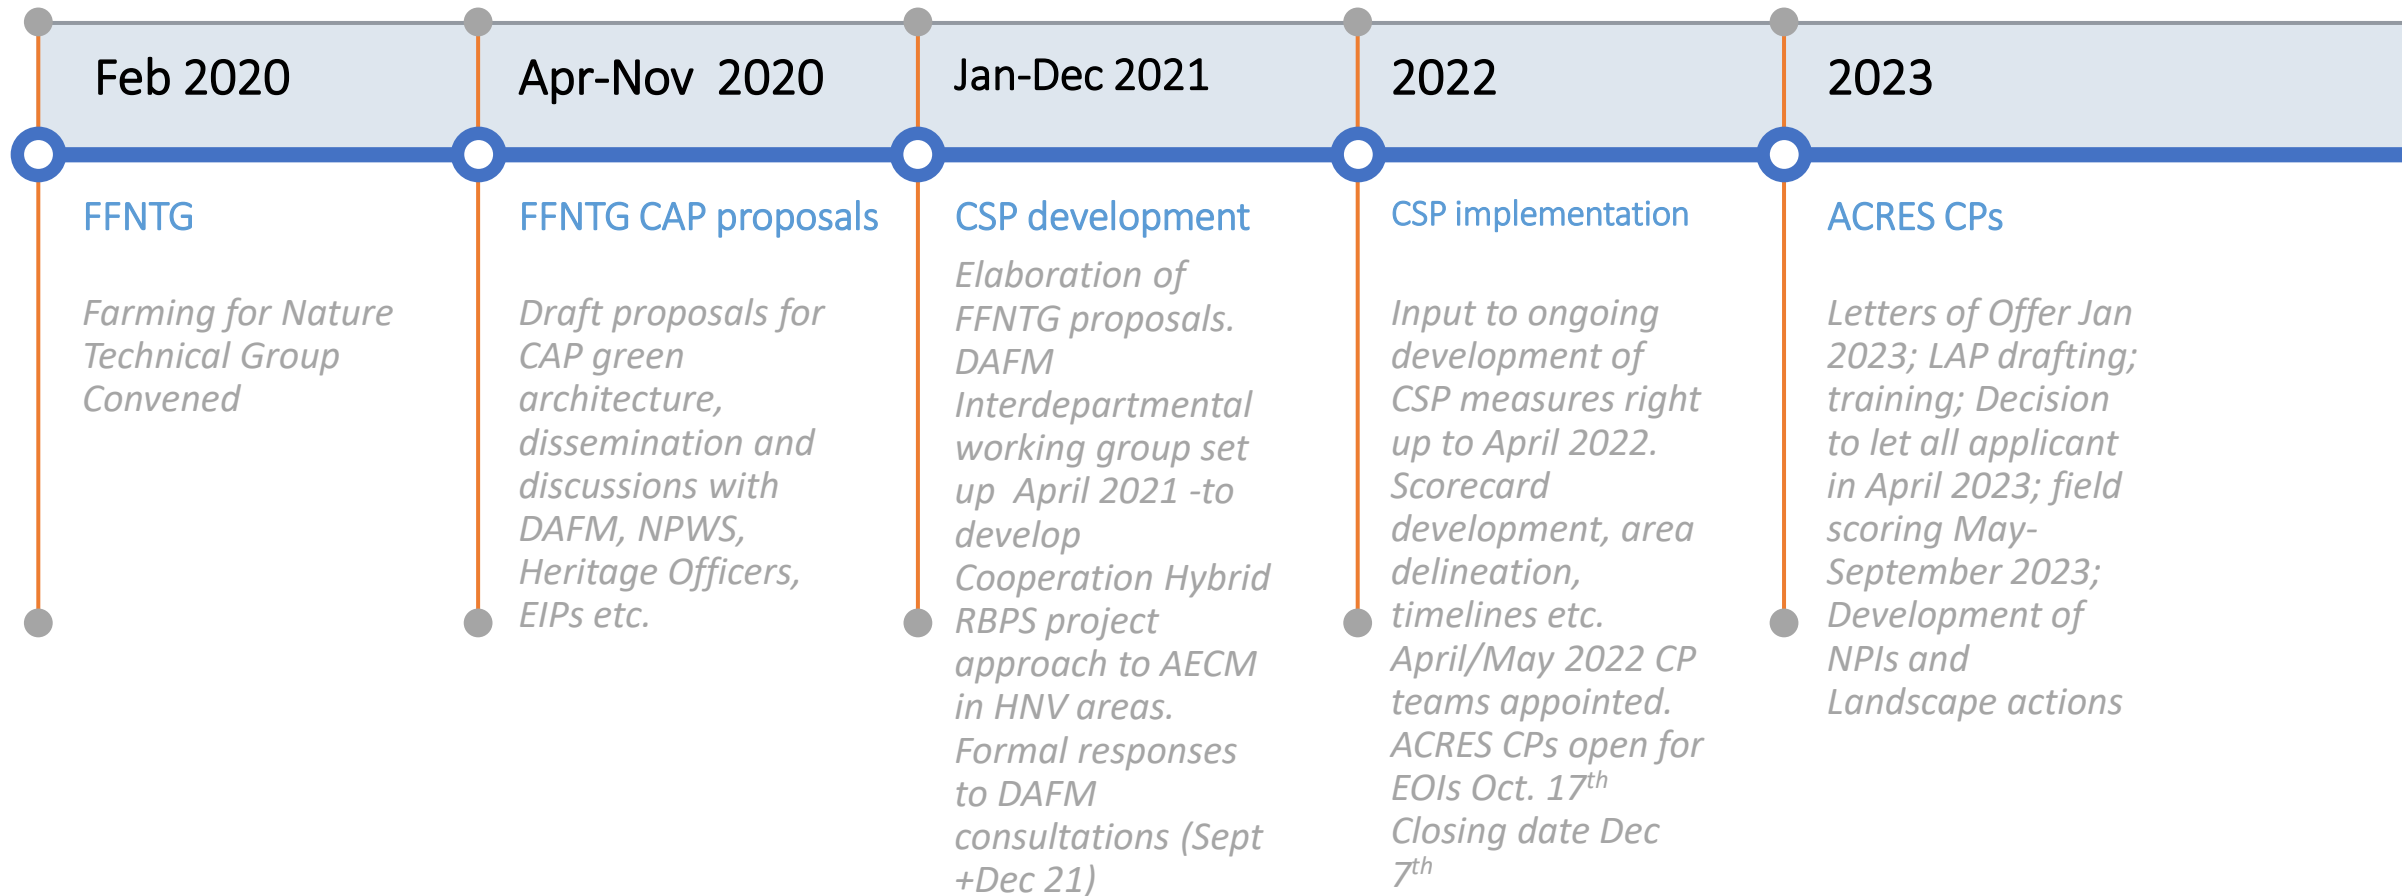 Feb 2020
Apr-Nov 2020
Jan-Dec 2021
2022
2023
FFNTG
Farming for Nature
Technical Group
Convened
FFNTG CAP proposals
Draft proposals for
CAP green
architecture,
dissemination and
discussions with
DAFM, NPWS,
Heritage Officers,
EIPs etc.
CSP development
Elaboration of
FFNTG proposals.
DAFM
Interdepartmental
working group set
up April 2021 -to
develop
Cooperation Hybrid
RBPS project
approach to AECM
in HNV areas.
Formal responses
to DAFM
consultations (Sept
+Dec 21)
CSP implementation
Input to ongoing
development of
CSP measures right
up to April 2022.
Scorecard
development, area
delineation,
timelines etc.
April/May 2022 CP
teams appointed.
ACRES CPs open for
EOIs Oct. 17th
Closing date Dec
7th
ACRES CPs
Letters of Offer Jan
2023; LAP drafting;
training; Decision
to let all applicant
in April 2023; field
scoring May-
September 2023;
Development of
NPIs and
Landscape actions